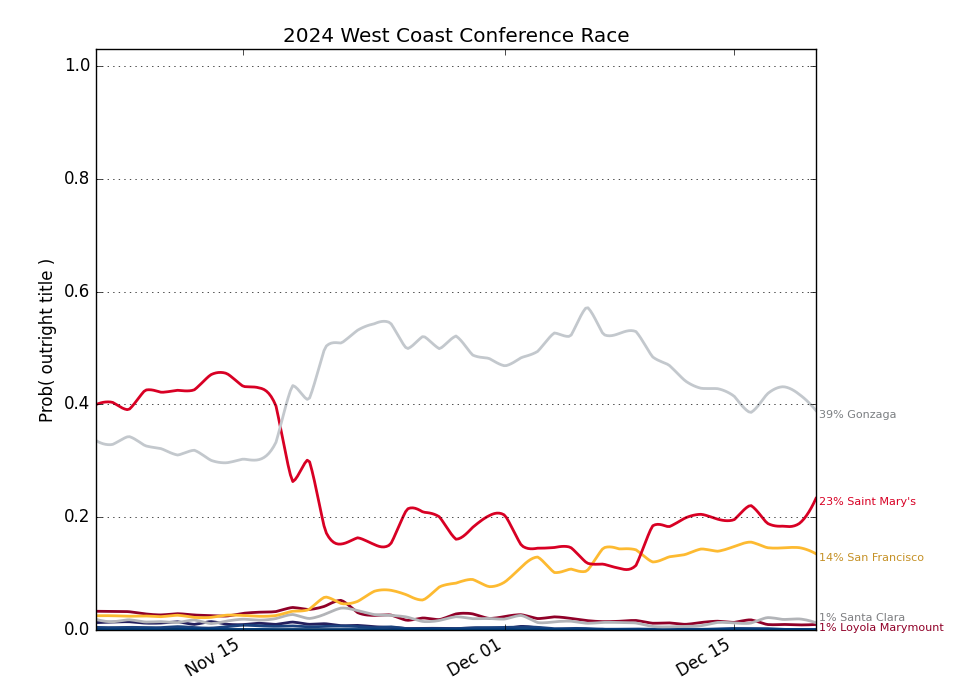 2024 West Coast Conference Race
1.0
0.8
0.6
0.4
0.2
0.0
Prob( outright title )
39% Gonzaga
23% Saint Mary's
14% San Francisco
1% Santa Clara
1% Loyola Marymount
Nov 15
Dec 01
Dec 15